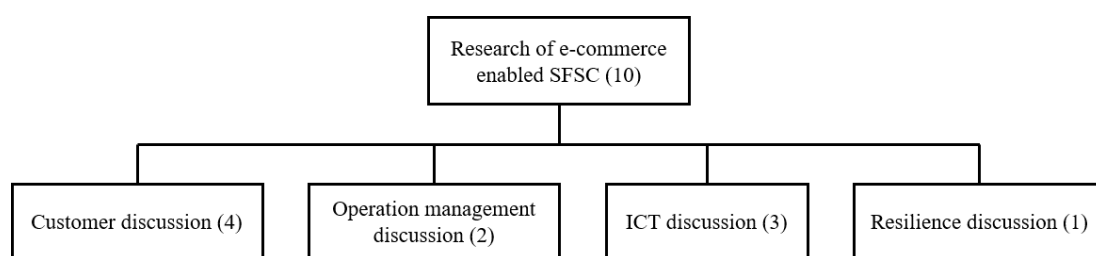 Research of e-commerce
enabled SFSC (10)
Customer discussion (4)
Operation management
discussion (2)
ICT discussion (3)
Resilience discussion (1)